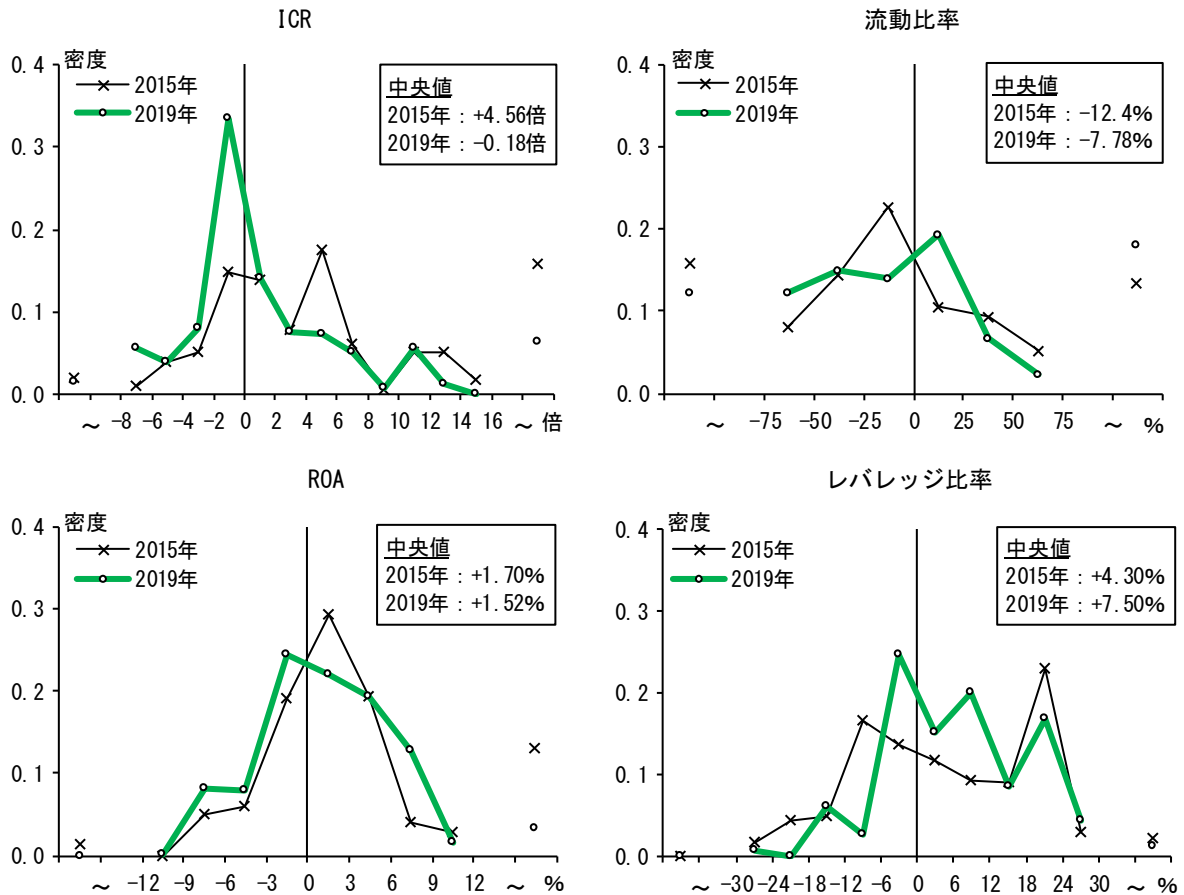 ICR
密度
0.4
0.3
0.2
0.1
0.0
2015年
2019年
中央値
2015年：+4.56倍
2019年：-0.18倍
～ -8 -6 -4 -2 0 2 4 6 8 10 12 14 16 ～ 倍
流動比率
密度
0.4
0.3
0.2
0.1
0.0
2015年
2019年
中央値
2015年：-12.4%
2019年：-7.78%
～ -75 -50 -25 0 25 50 75 ～ %
ROA
密度
0.4
0.3
0.2
0.1
0.0
2015年
2019年
中央値
2015年：+1.70%
2019年：+1.52%
～ -12 -9 -6 -3 0 3 6 9 12 ～ %
レバレッジ比率
密度
0.4
0.3
0.2
0.1
0.0
2015年
2019年
中央値
2015年：+4.30%
2019年：+7.50%
～ -30 -24 -18 -12 -6 0 6 12 18 24 30 ～ %